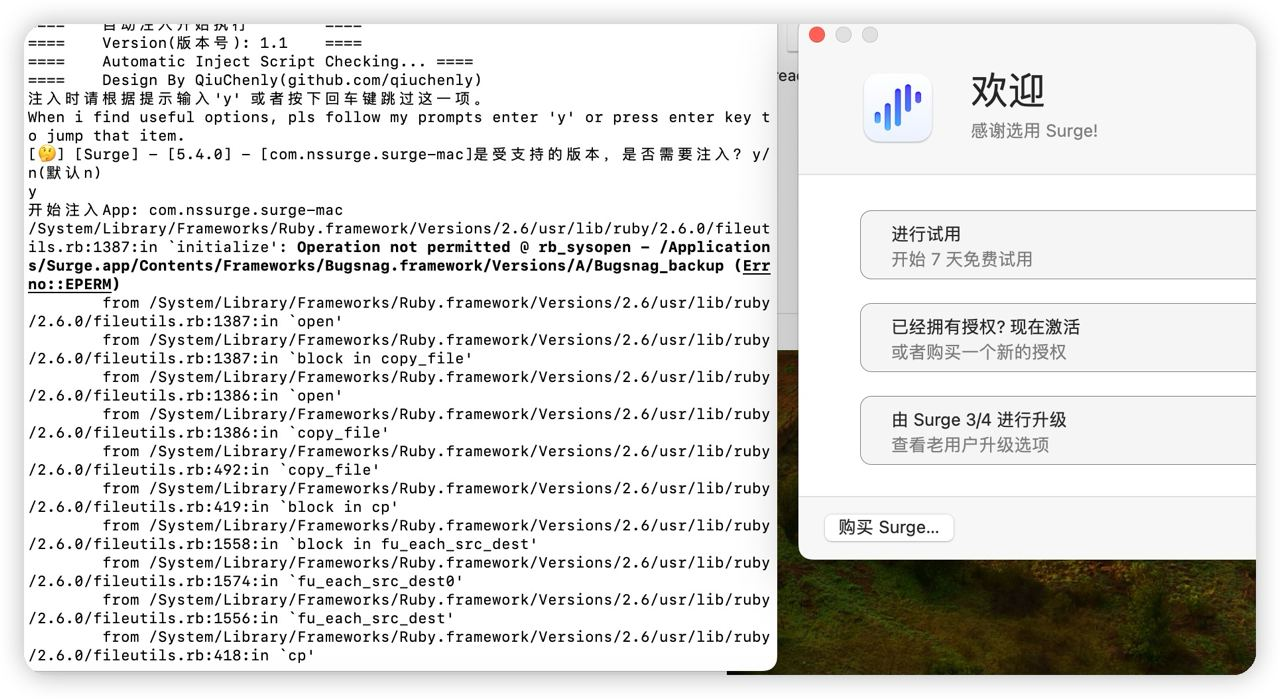 ==== 自动注入开始执行 ====
==== Version(版本号): 1.1 ====
==== Automatic Inject Script Checking... ====
==== Design By QiuChenly(github.com/qiuchenly)
注入时请根据提示输入'y' 或者按下回车键跳过这一项。
When i find useful options, pls follow my prompts enter 'y' or press enter key t
o jump that item.
[🤔] [Surge] - [5.4.0] - [com.nssurge.surge-mac]是受支持的版本, 是否需要注入? y/
n(默认n)
y
开始注入App: com.nssurge.surge-mac
/System/Library/Frameworks/Ruby.framework/Versions/2.6/usr/lib/ruby/2.6.0/fileut
ils.rb:1387:in `initialize': Operation not permitted @ rb_sysopen - /Application
s/Surge.app/Contents/Frameworks/Bugsnag.framework/Versions/A/Bugsnag_backup (Err
no::EPERM)
from /System/Library/Frameworks/Ruby.framework/Versions/2.6/usr/lib/ruby
/2.6.0/fileutils.rb:1387:in `open'
from /System/Library/Frameworks/Ruby.framework/Versions/2.6/usr/lib/ruby
/2.6.0/fileutils.rb:1387:in `block in copy_file'
from /System/Library/Frameworks/Ruby.framework/Versions/2.6/usr/lib/ruby
/2.6.0/fileutils.rb:1386:in `open'
from /System/Library/Frameworks/Ruby.framework/Versions/2.6/usr/lib/ruby
/2.6.0/fileutils.rb:1386:in `copy_file'
from /System/Library/Frameworks/Ruby.framework/Versions/2.6/usr/lib/ruby
/2.6.0/fileutils.rb:492:in `copy_file'
from /System/Library/Frameworks/Ruby.framework/Versions/2.6/usr/lib/ruby
/2.6.0/fileutils.rb:419:in `block in cp'
from /System/Library/Frameworks/Ruby.framework/Versions/2.6/usr/lib/ruby
/2.6.0/fileutils.rb:1558:in `block in fu_each_src_dest'
from /System/Library/Frameworks/Ruby.framework/Versions/2.6/usr/lib/ruby
/2.6.0/fileutils.rb:1574:in `fu_each_src_dest0'
from /System/Library/Frameworks/Ruby.framework/Versions/2.6/usr/lib/ruby
/2.6.0/fileutils.rb:1556:in `fu_each_src_dest'
from /System/Library/Frameworks/Ruby.framework/Versions/2.6/usr/lib/ruby
/2.6.0/fileutils.rb:418:in `cp'
欢迎
感谢选用 Surge!
进行试用
开始 7 天免费试用
已经拥有授权? 现在激活
或者购买一个新的授权
由 Surge 3/4 进行升级
查看老用户升级选项
购买 Surge...